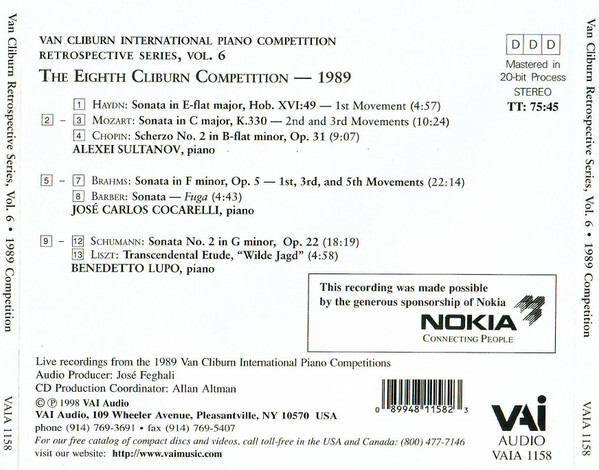 Van Cliburn Retrospective Series, Vol. 6 • 1989 Competition
VAIA 1158
VAN CLIBURN INTERNATIONAL PIANO COMPETITION
RETROSPECTIVE SERIES, VOL. 6
THE EIGHTH CLIBURN COMPETITION — 1989
D D D
Mastered in
20-bit Process
STEREO
TT: 75:45
1 HAYDN: Sonata in E-flat major, Hob. XVI:49 — 1st Movement (4:57)
2 – 3 MOZART: Sonata in C major, K.330 — 2nd and 3rd Movements (10:24)
4 CHOPIN: Scherzo No. 2 in B-flat minor, Op. 31 (9:07)
ALEXEI SULTANOV, piano
5 – 7 BRAHMS: Sonata in F minor, Op. 5 — 1st, 3rd, and 5th Movements (22:14)
8 BARBER: Sonata — Fuga (4:43)
JOSÉ CARLOS COCARELLI, piano
9 – 12 SCHUMANN: Sonata No. 2 in G minor, Op. 22 (18:19)
13 LISZT: Transcendental Etude, “Wilde Jagd” (4:58)
BENEDETTO LUPO, piano
This recording was made possible
by the generous sponsorship of Nokia
NOKIA
CONNECTING PEOPLE
Live recordings from the 1989 Van Cliburn International Piano Competitions
Audio Producer: José Feghali
CD Production Coordinator: Allan Altman
© ℗ 1998 VAI Audio
VAI Audio, 109 Wheeler Avenue, Pleasantville, NY 10570 USA
phone (914) 769-3691 • fax (914) 769-5407
For our free catalog of compact discs and videos, call toll-free in the USA and Canada: (800) 477-7146
visit our website: http://www.vaimusic.com
0 89948 11582 3
VAI
AUDIO
VAIA 1158
Van Cliburn Retrospective Series, Vol. 6 • 1989 Competition
VAIA 1158